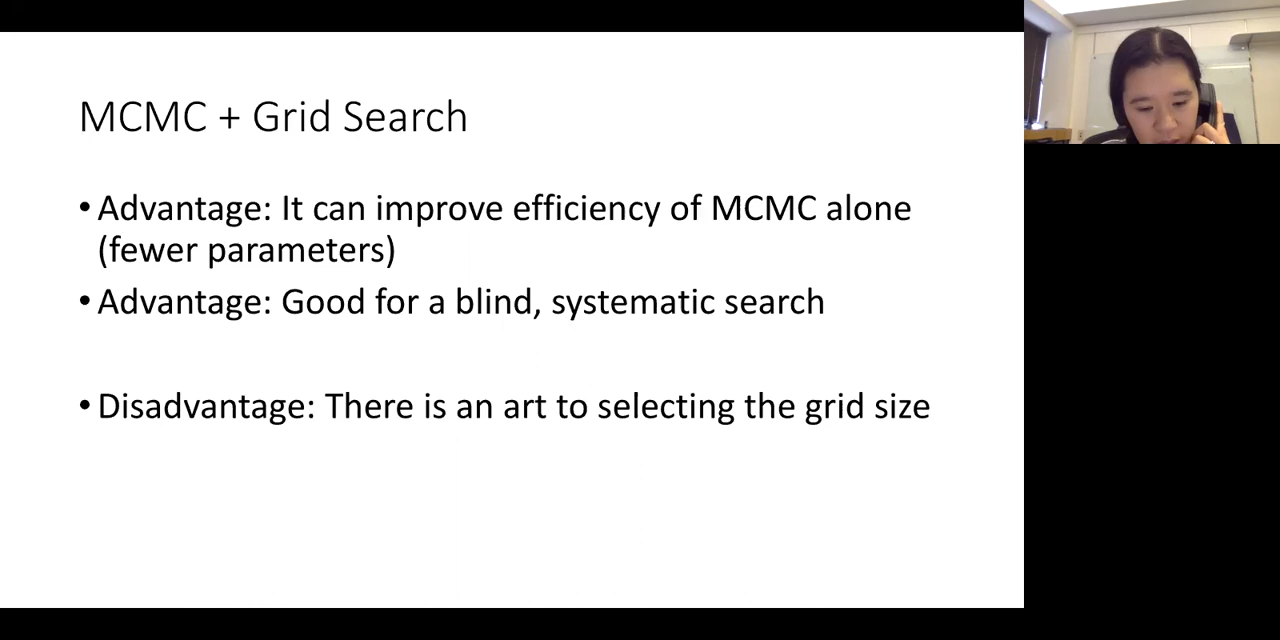 MCMC + Grid Search
• Advantage: It can improve efficiency of MCMC alone
(fewer parameters)
• Advantage: Good for a blind, systematic search
• Disadvantage: There is an art to selecting the grid size